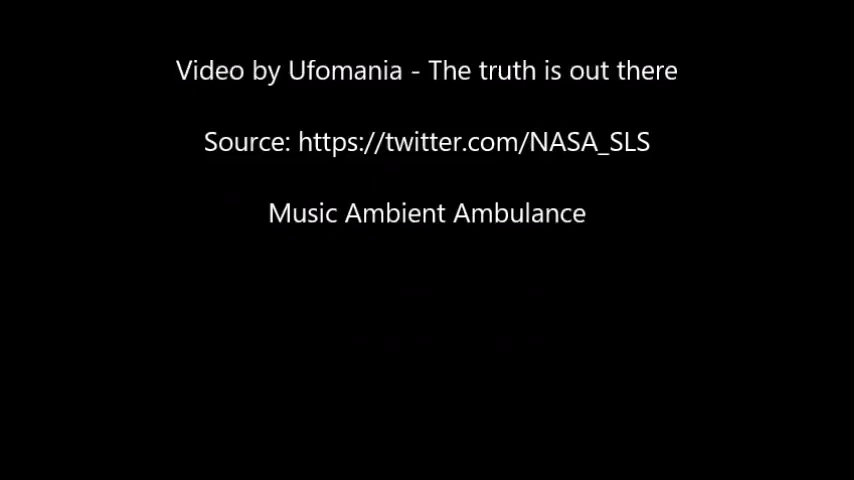 Video by Ufomania - The truth is out there
Source: https://twitter.com/NASA_SLS
Music Ambient Ambulance